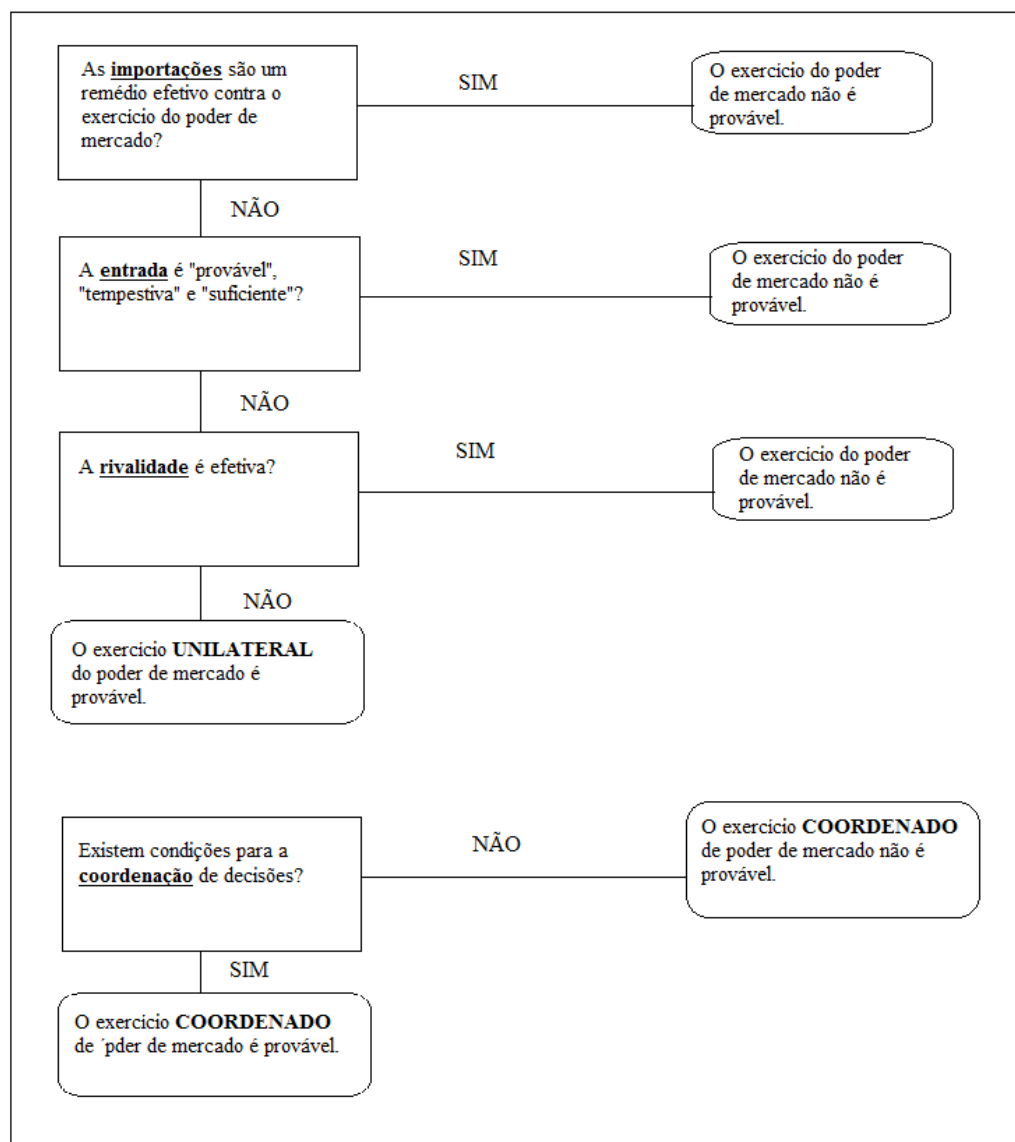 As importações são um
remédio efetivo contra o
exercício do poder de
mercado?
SIM
O exercício do poder
de mercado não é
provável.
NÃO
A entrada é "provável",
"tempestiva" e "suficiente"?
SIM
O exercício do poder
de mercado não é
provável.
NÃO
A rivalidade é efetiva?
SIM
O exercício do poder
de mercado não é
provável.
NÃO
O exercício UNILATERAL
do poder de mercado é
provável.
Existem condições para a
coordenação de decisões?
NÃO
O exercício COORDENADO
de poder de mercado não é
provável.
SIM
O exercício COORDENADO
de ´pder de mercado é provável.